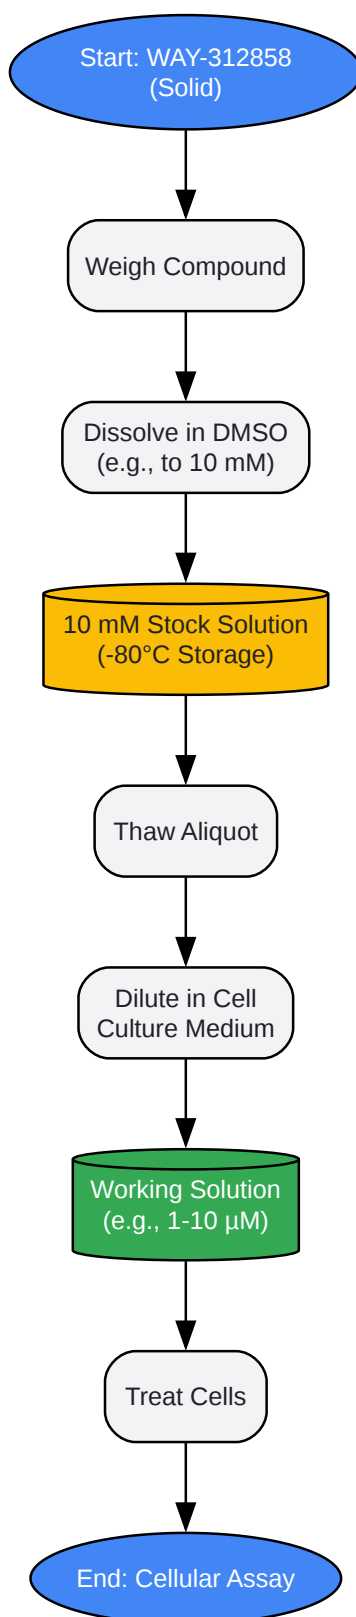 Start: WAY-312858
(Solid)
Weigh Compound
Dissolve in DMSO
(e.g., to 10 mM)
10 mM Stock Solution
(-80°C Storage)
Thaw Aliquot
Dilute in Cell
Culture Medium
Working Solution
(e.g., 1-10 µM)
Treat Cells
End: Cellular Assay